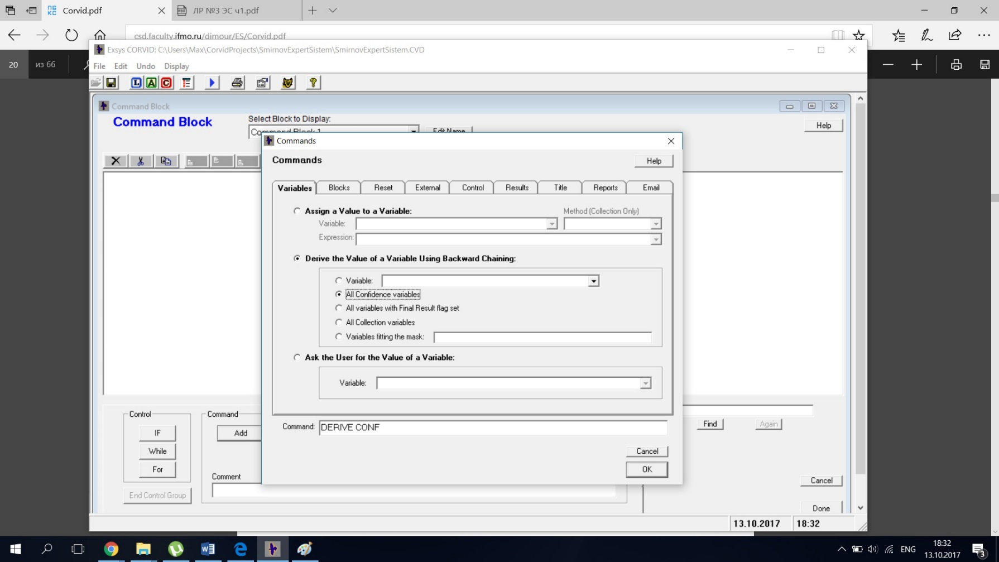 Corvid.pdf
ЛР №3 ЭС ч1.pdf
csd.faculty.ifmo.ru/dimour/ES/Corvid.pdf
20 из 66
Exsys CORVID: C:\Users\Max\CorvidProjects\SmirnovExpertSistem\SmirnovExpertSistem.CVD
File Edit Undo Display
Command Block
Command Block
Select Block to Display:
Command Block 1
Edit Name
Help
Commands
Commands
Help
Variables Blocks Reset External Control Results Title Reports Email
Assign a Value to a Variable:
Method (Collection Only)
Variable:
Expression:
Derive the Value of a Variable Using Backward Chaining:
Variable:
All Confidence variables
All variables with Final Result flag set
All Collection variables
Variables fitting the mask:
Ask the User for the Value of a Variable:
Variable:
Command: DERIVE CONF
Cancel
OK
Control
IF
While
For
End Control Group
Command
Add
Comment
Find
Again
Cancel
Done
13.10.2017 18:32
ENG
18:32
13.10.2017
3